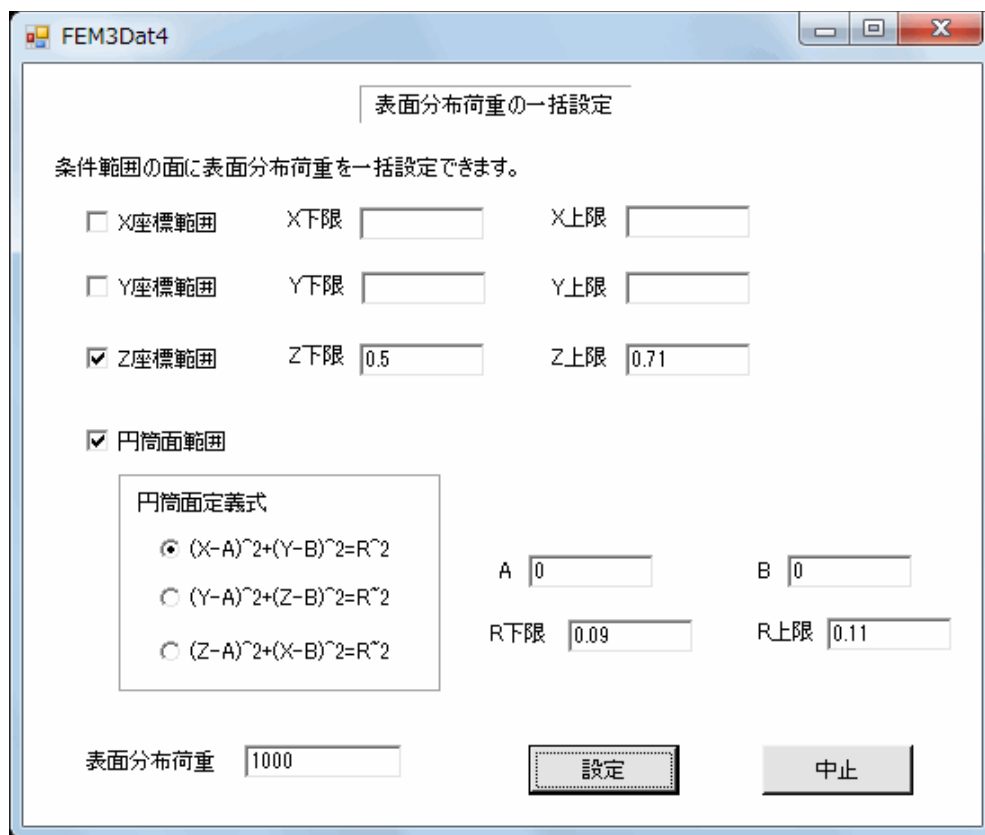 FEM3Dat4
表面分布荷重の一括設定
条件範囲の面に表面分布荷重を一括設定できます。
X座標範囲 X下限 X上限
Y座標範囲 Y下限 Y上限
Z座標範囲 Z下限 0.5 Z上限 0.71
円筒面範囲
円筒面定義式
(X-A)^2+(Y-B)^2=R^2
(Y-A)^2+(Z-B)^2=R^2
(Z-A)^2+(X-B)^2=R^2
A 0 B 0
R下限 0.09 R上限 0.11
表面分布荷重 1000 設定 中止